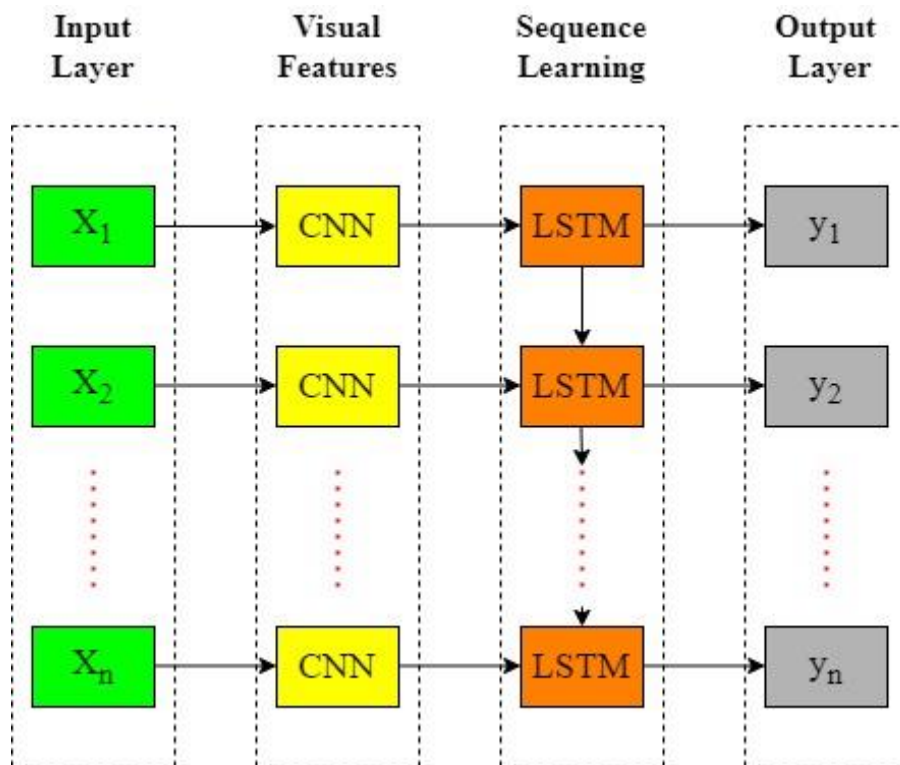 Input
Layer
Visual
Features
Sequence
Learning
Output
Layer
X₁ CNN LSTM y₁
X₂ CNN LSTM y₂
Xₙ CNN LSTM yₙ